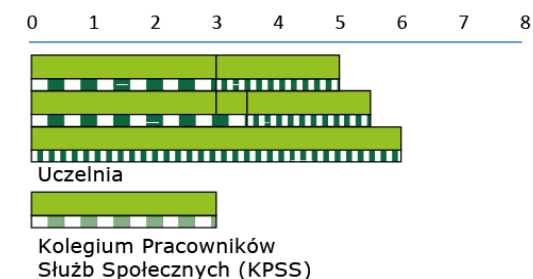 0 1 2 3 4 5 6 7 8
Uczelnia
Kolegium Pracowników
Służb Społecznych (KPSS)